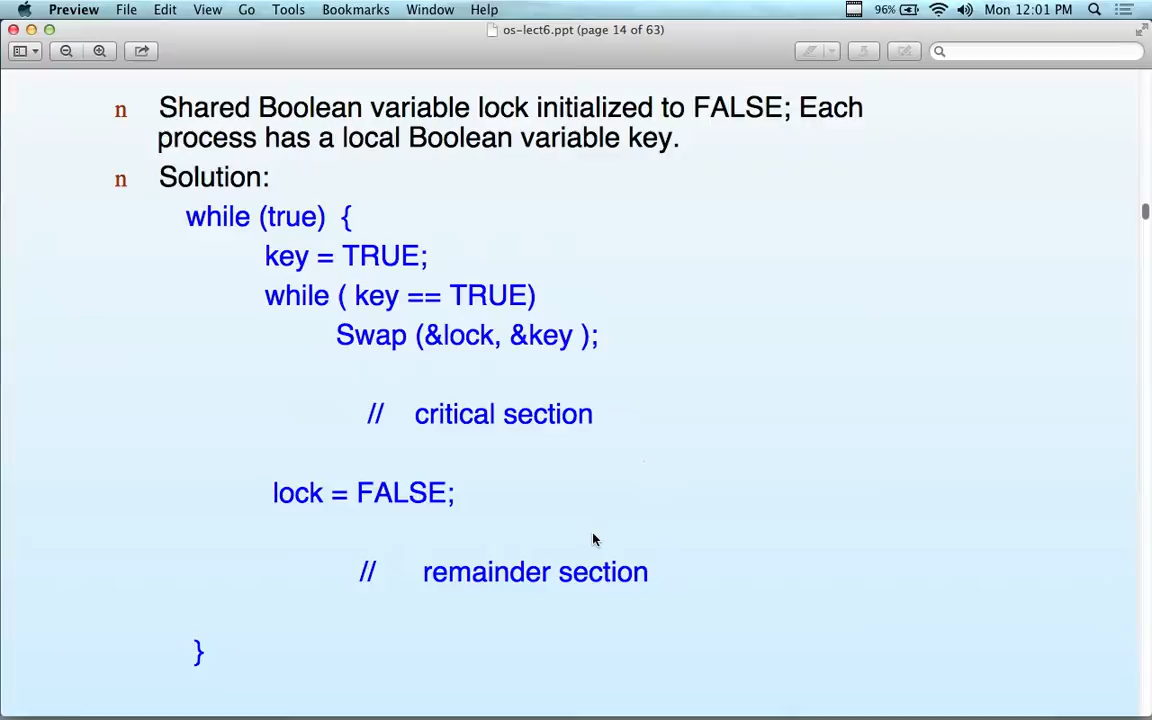 Preview File Edit View Go Tools Bookmarks Window Help 96% Mon 12:01 PM
os-lect6.ppt (page 14 of 63)
n Shared Boolean variable lock initialized to FALSE; Each
process has a local Boolean variable key.
n Solution:
while (true) {
key = TRUE;
while ( key == TRUE)
Swap (&lock, &key );
// critical section
lock = FALSE;
// remainder section
}